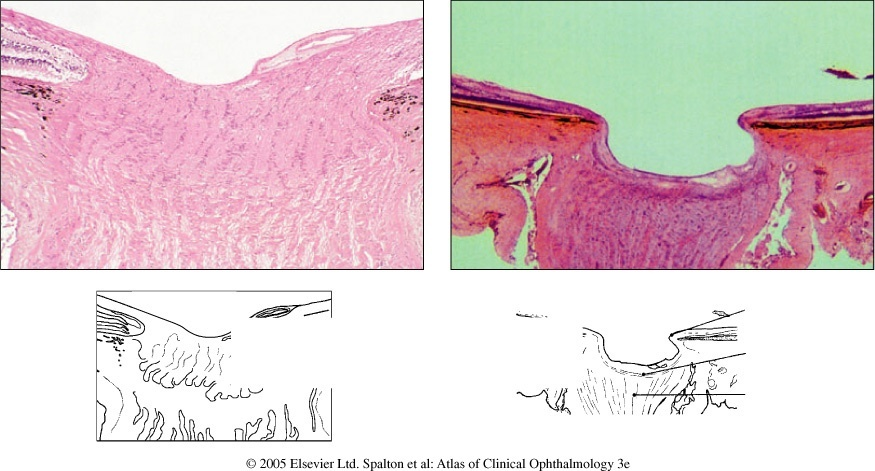 © 2005 Elsevier Ltd. Spalton et al: Atlas of Clinical Ophthalmology 3e